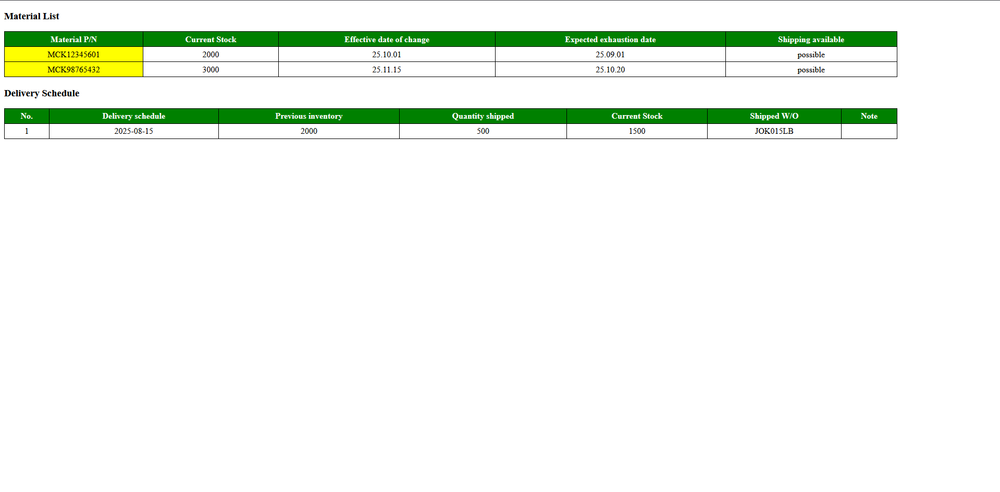 Material List
Material P/N Current Stock Effective date of change Expected exhaustion date Shipping available
MCK12345601 2000 25.10.01 25.09.01 possible
MCK98765432 3000 25.11.15 25.10.20 possible
Delivery Schedule
No. Delivery schedule Previous inventory Quantity shipped Current Stock Shipped W/O Note
1 2025-08-15 2000 500 1500 JOK015LB